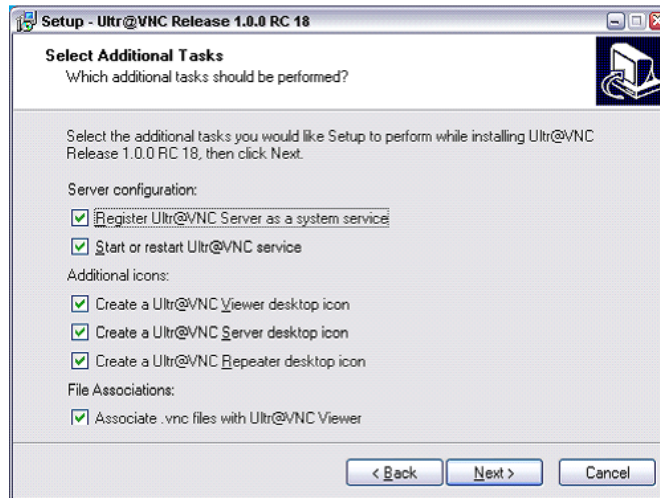 Setup - Ultr@VNC Release 1.0.0 RC 18
Select Additional Tasks
Which additional tasks should be performed?
Select the additional tasks you would like Setup to perform while installing Ultr@VNC
Release 1.0.0 RC 18, then click Next.
Server configuration:
Register Ultr@VNC Server as a system service
Start or restart Ultr@VNC service
Additional icons:
Create a Ultr@VNC Viewer desktop icon
Create a Ultr@VNC Server desktop icon
Create a Ultr@VNC Repeater desktop icon
File Associations:
Associate .vnc files with Ultr@VNC Viewer
< Back Next > Cancel